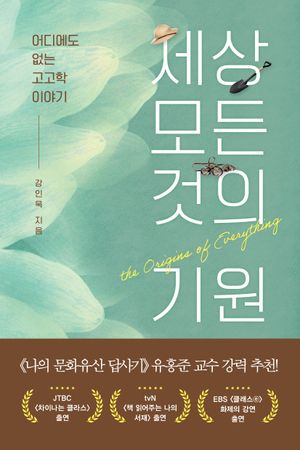 어디에도
없는
고고학
이야기
강인욱 지음
세상
모든
것의
기원
the Origins of Everything
《나의 문화유산 답사기》 유홍준 교수 강력 추천!
JTBC
《차이나는 클라스》
출연
tvN
《책 읽어주는 나의
서재》 출연
EBS 《클래스ⓔ》
화제의 강연
출연